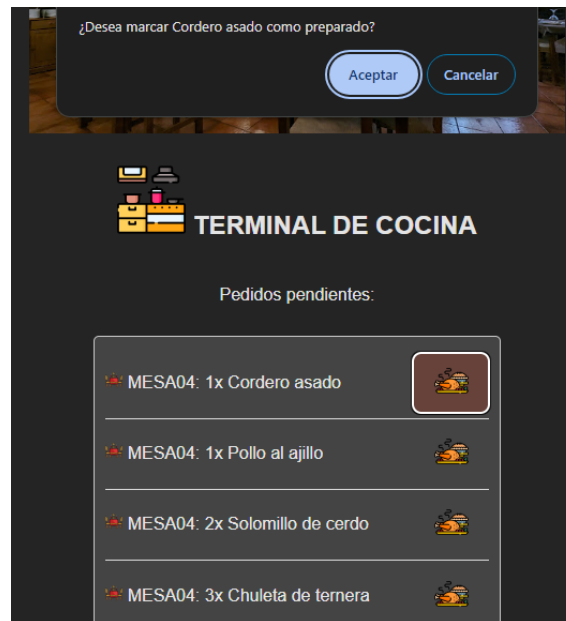 ¿Desea marcar Cordero asado como preparado?
Aceptar
Cancelar
TERMINAL DE COCINA
Pedidos pendientes:
MESA04: 1x Cordero asado
MESA04: 1x Pollo al ajillo
MESA04: 2x Solomillo de cerdo
MESA04: 3x Chuleta de ternera